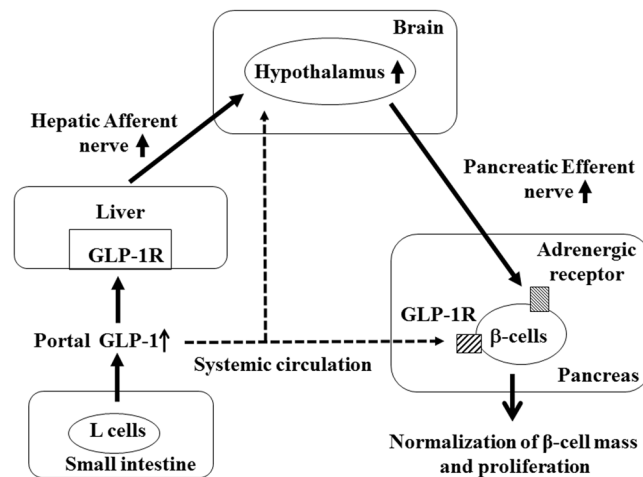 Brain
Hypothalamus
Hepatic Afferent
nerve
Pancreatic Efferent
nerve
Liver
GLP-1R
Adrenergic
receptor
GLP-1R
β-cells
Pancreas
Portal GLP-1
Systemic circulation
L cells
Small intestine
Normalization of β-cell mass
and proliferation